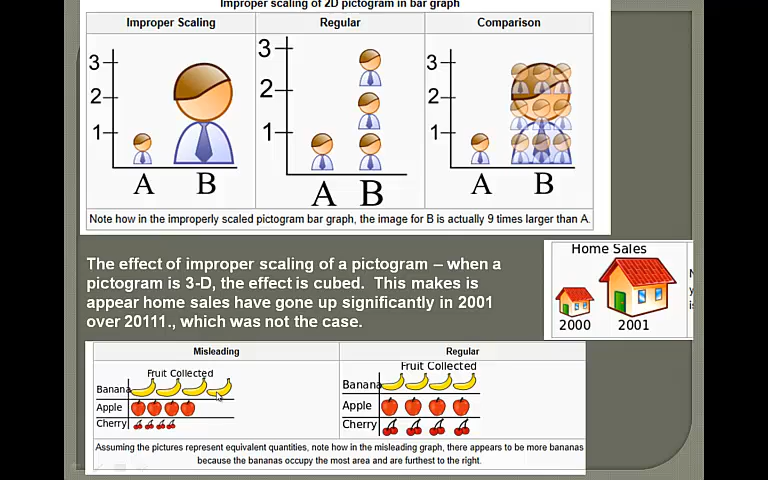 Improper scaling of 2D pictogram in bar graph
Improper Scaling
Regular
Comparison
3
2
1
A
B
3
2
1
A
B
3
2
1
A
B
Note how in the improperly scaled pictogram bar graph, the image for B is actually 9 times larger than A.
The effect of improper scaling of a pictogram – when a
pictogram is 3-D, the effect is cubed. This makes is
appear home sales have gone up significantly in 2001
over 20111., which was not the case.
Home Sales
2000
2001
Misleading
Regular
Fruit Collected
Banana
Apple
Cherry
Fruit Collected
Banana
Apple
Cherry
Assuming the pictures represent equivalent quantities, note how in the misleading graph, there appears to be more bananas
because the bananas occupy the most area and are furthest to the right.